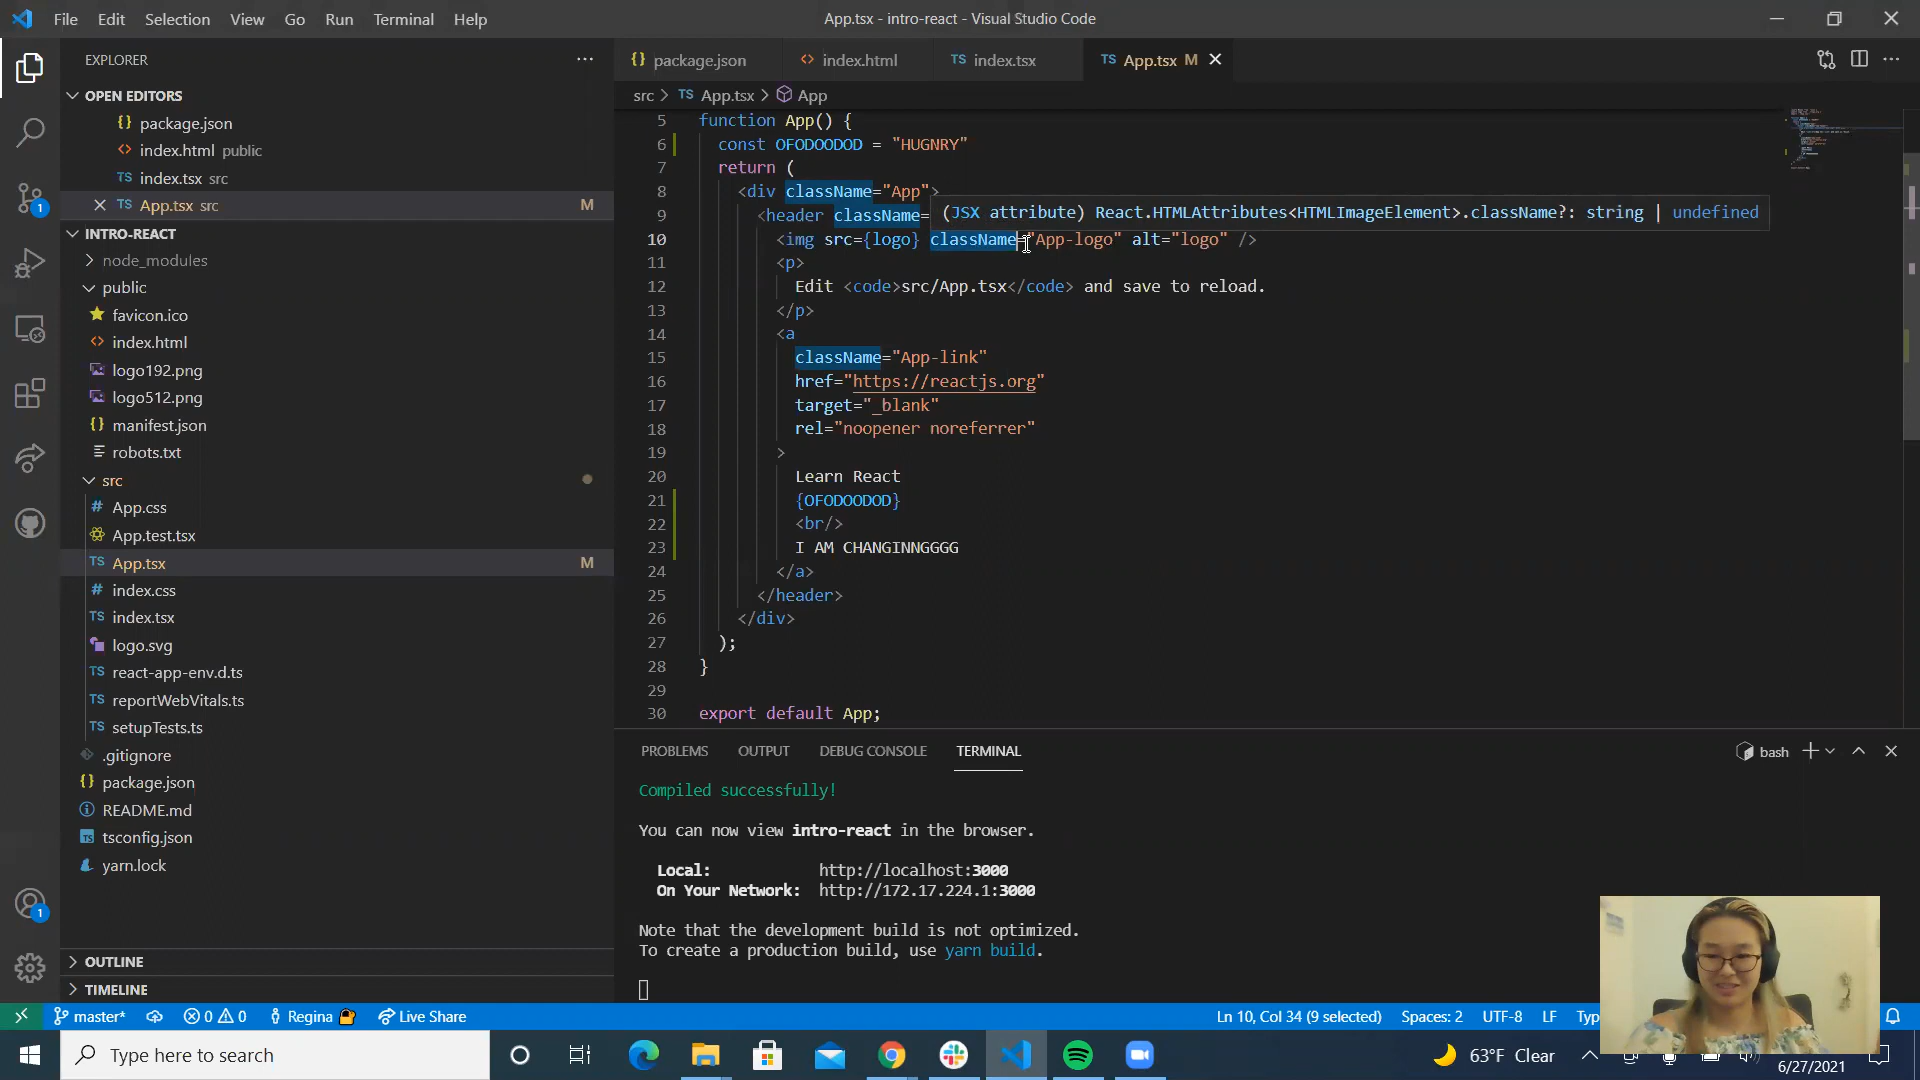 File Edit Selection View Go Run Terminal Help
App.tsx - intro-react - Visual Studio Code
EXPLORER
OPEN EDITORS
package.json
index.html public
index.tsx src
App.tsx src M
INTRO-REACT
node_modules
public
favicon.ico
index.html
logo192.png
logo512.png
manifest.json
robots.txt
src
App.css
App.test.tsx
App.tsx M
index.css
index.tsx
logo.svg
react-app-env.d.ts
reportWebVitals.ts
setupTests.ts
.gitignore
package.json
README.md
tsconfig.json
yarn.lock
OUTLINE
TIMELINE
package.json index.html index.tsx App.tsx M
src > App.tsx > App
5 function App() {
6 const OFODOODOD = "HUGNRY"
7 return (
8 <div className="App">
9 <header className=
(JSX attribute) React.HTMLAttributes<HTMLImageElement>.className?: string | undefined
10 <img src={logo} className="App-logo" alt="logo" />
11 <p>
12 Edit <code>src/App.tsx</code> and save to reload.
13 </p>
14 <a
15 className="App-link"
16 href="https://reactjs.org"
17 target="_blank"
18 rel="noopener noreferrer"
19 >
20 Learn React
21 {OFODOODOD}
22 <br/>
23 I AM CHANGINNGGGG
24 </a>
25 </header>
26 </div>
27 );
28 }
29
30 export default App;
PROBLEMS OUTPUT DEBUG CONSOLE TERMINAL
bash
Compiled successfully!
You can now view intro-react in the browser.
Local: http://localhost:3000
On Your Network: http://172.17.224.1:3000
Note that the development build is not optimized.
To create a production build, use yarn build.
master* 0 0 Regina Live Share
Ln 10, Col 34 (9 selected) Spaces: 2 UTF-8 LF
Type here to search
63°F Clear
6/27/2021